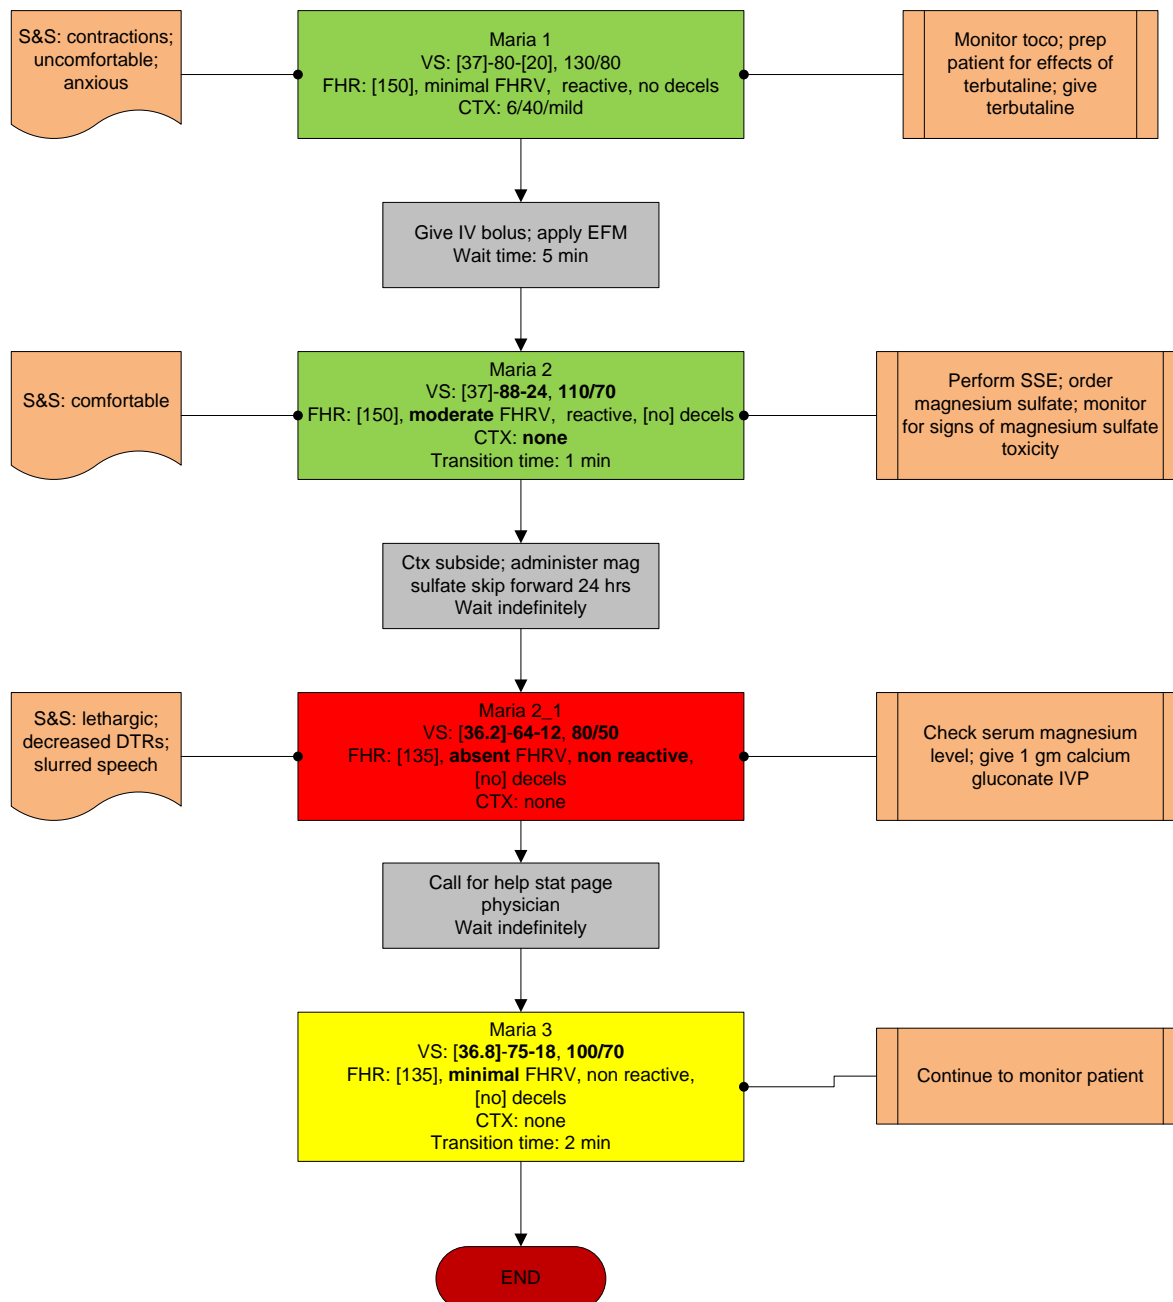 S&S: contractions;
uncomfortable;
anxious
Maria 1
VS: [37]-80-[20], 130/80
FHR: [150], minimal FHRV, reactive, no decels
CTX: 6/40/mild
Monitor toco; prep
patient for effects of
terbutaline; give
terbutaline
Give IV bolus; apply EFM
Wait time: 5 min
S&S: comfortable
Maria 2
VS: [37]-88-24, 110/70
FHR: [150], moderate FHRV, reactive, [no] decels
CTX: none
Transition time: 1 min
Perform SSE; order
magnesium sulfate; monitor
for signs of magnesium sulfate
toxicity
Ctx subside; administer mag
sulfate skip forward 24 hrs
Wait indefinitely
S&S: lethargic;
decreased DTRs;
slurred speech
Maria 2_1
VS: [36.2]-64-12, 80/50
FHR: [135], absent FHRV, non reactive,
[no] decels
CTX: none
Check serum magnesium
level; give 1 gm calcium
gluconate IVP
Call for help stat page
physician
Wait indefinitely
Maria 3
VS: [36.8]-75-18, 100/70
FHR: [135], minimal FHRV, non reactive,
[no] decels
CTX: none
Transition time: 2 min
Continue to monitor patient
END